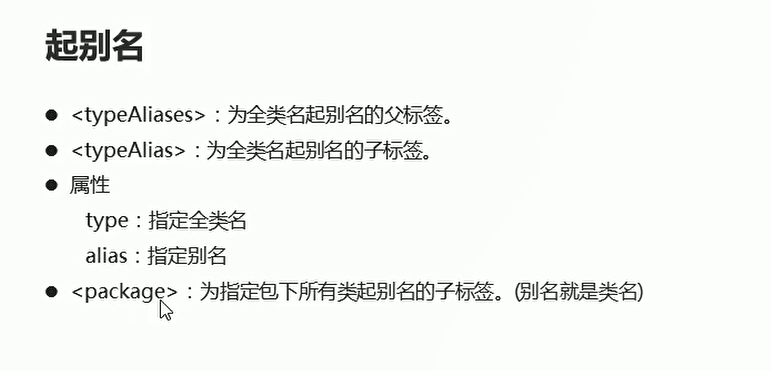 起别名
● <typeAliases>：为全类名起别名的父标签。
● <typeAlias>：为全类名起别名的子标签。
● 属性
type：指定全类名
alias：指定别名
● <package>：为指定包下所有类起别名的子标签。(别名就是类名)